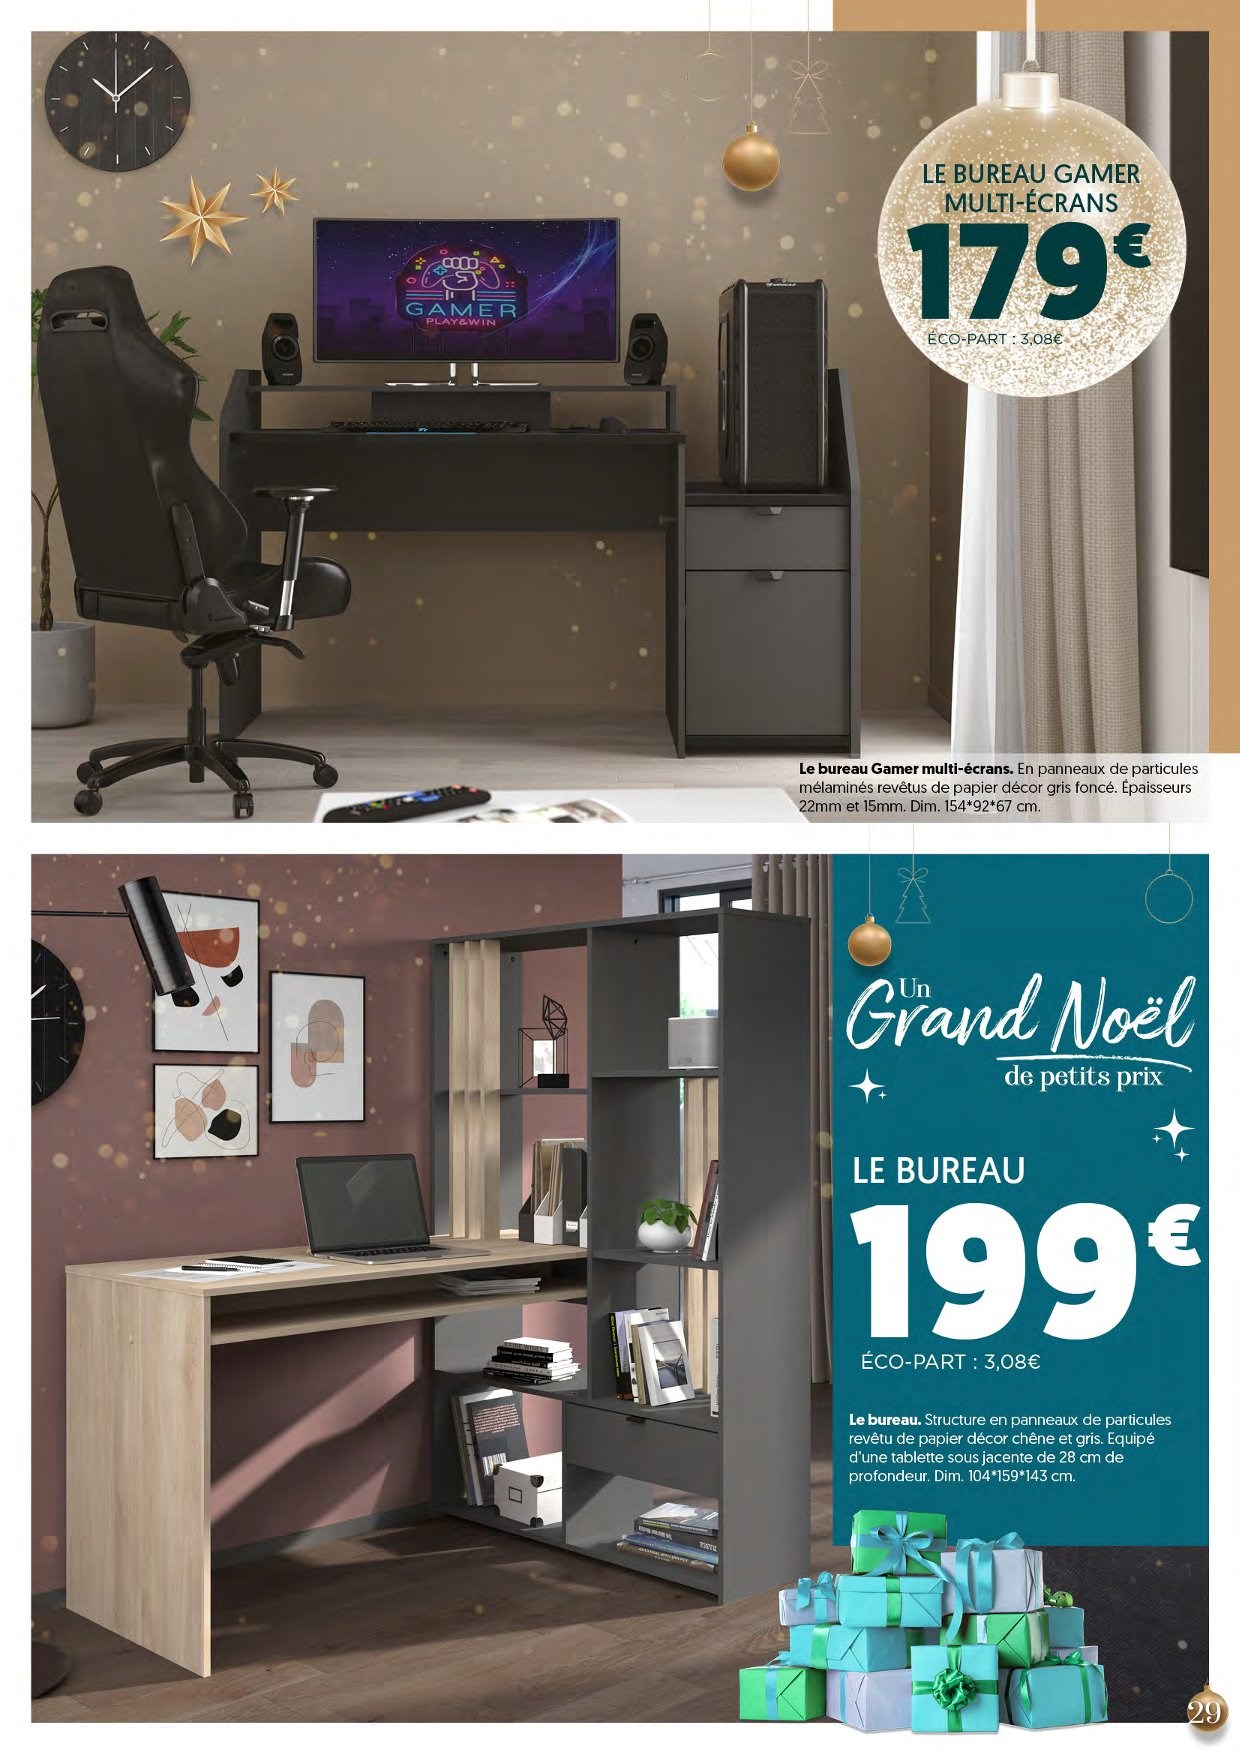 LE BUREAU GAMER
MULTI-ÉCRANS
179€
ÉCO-PART : 3,08€
GAMER
PLAY&WIN
Le bureau Gamer multi-écrans. En panneaux de particules
mélaminés revêtus de papier décor gris foncé. Épaisseurs
22mm et 15mm. Dim. 154*92*67 cm.
Un
Grand Noël
de petits prix
LE BUREAU
199€
ÉCO-PART : 3,08€
Le bureau. Structure en panneaux de particules
revêtu de papier décor chêne et gris. Equipé
d'une tablette sous jacente de 28 cm de
profondeur. Dim. 104*159*143 cm.
29